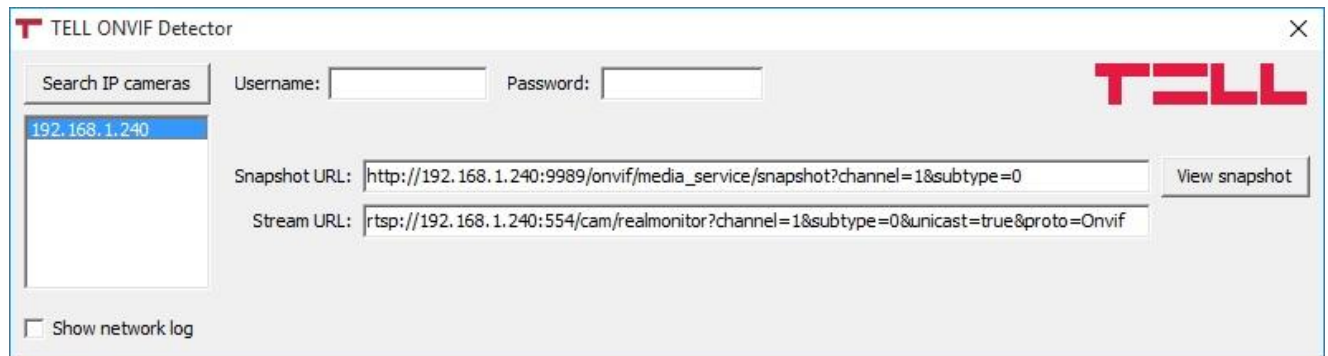 TELL ONVIF Detector
Search IP cameras
Username:
Password:
TELL
192.168.1.240
Snapshot URL: http://192.168.1.240:9989/onvif/media_service/snapshot?channel=1&subtype=0 View snapshot
Stream URL: rtsp://192.168.1.240:554/cam/realmonitor?channel=1&subtype=0&unicast=true&proto=Onvif
Show network log